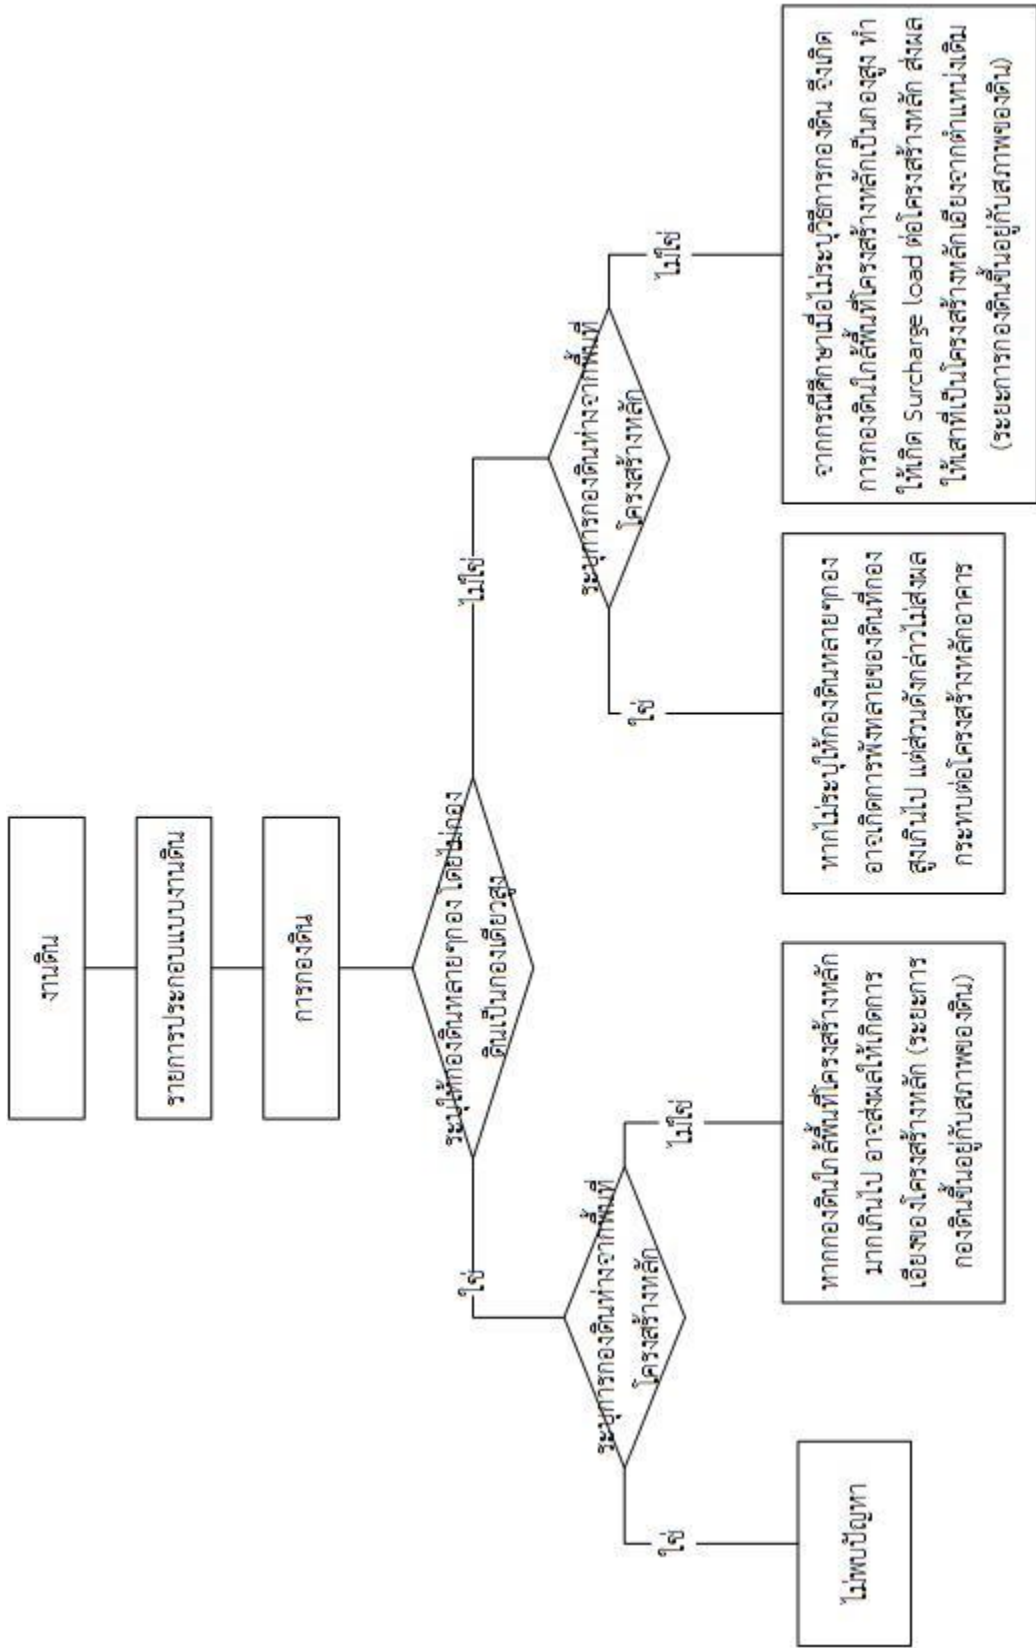 งานดิน
รายการประกอบแบบงานดิน
การกองดิน
ระบุให้กองดินหลายๆกอง โดยไม่กอง
ดินเป็นกองเดียวสูง
ใช่
ไม่ใช่
ระบุการกองดินห่างจากพื้นที่
โครงสร้างหลัก
ระบุการกองดินห่างจากพื้นที่
โครงสร้างหลัก
ใช่
ไม่ใช่
ใช่
ไม่ใช่
ไม่พบปัญหา
หากกองดินใกล้พื้นที่โครงสร้างหลัก
มากเกินไป อาจส่งผลให้เกิดการ
เอียงของโครงสร้างหลัก (ระยะการ
กองดินขึ้นอยู่กับสภาพของดิน)
หากไม่ระบุให้กองดินหลายๆกอง
อาจเกิดการพังทลายของดินที่กอง
สูงเกินไป แต่ส่วนดังกล่าวไม่ส่งผล
กระทบต่อโครงสร้างหลักอาคาร
จากกรณีศึกษาเมื่อไม่ระบุวิธีการกองดิน จึงเกิด
การกองดินใกล้พื้นที่โครงสร้างหลักเป็นกองสูง ทำ
ให้เกิด Surcharge load ต่อโครงสร้างหลัก ส่งผล
ให้เสาที่เป็นโครงสร้างหลักเอียงจากตำแหน่งเดิม
(ระยะการกองดินขึ้นอยู่กับสภาพของดิน)